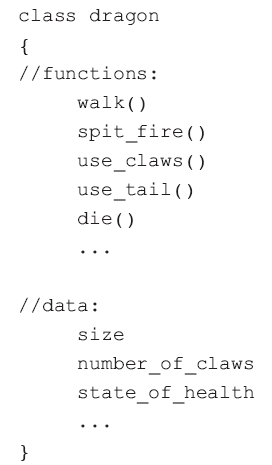 class dragon
{
//functions:
walk()
spit_fire()
use_claws()
use_tail()
die()
...
//data:
size
number_of_claws
state_of_health
...
}